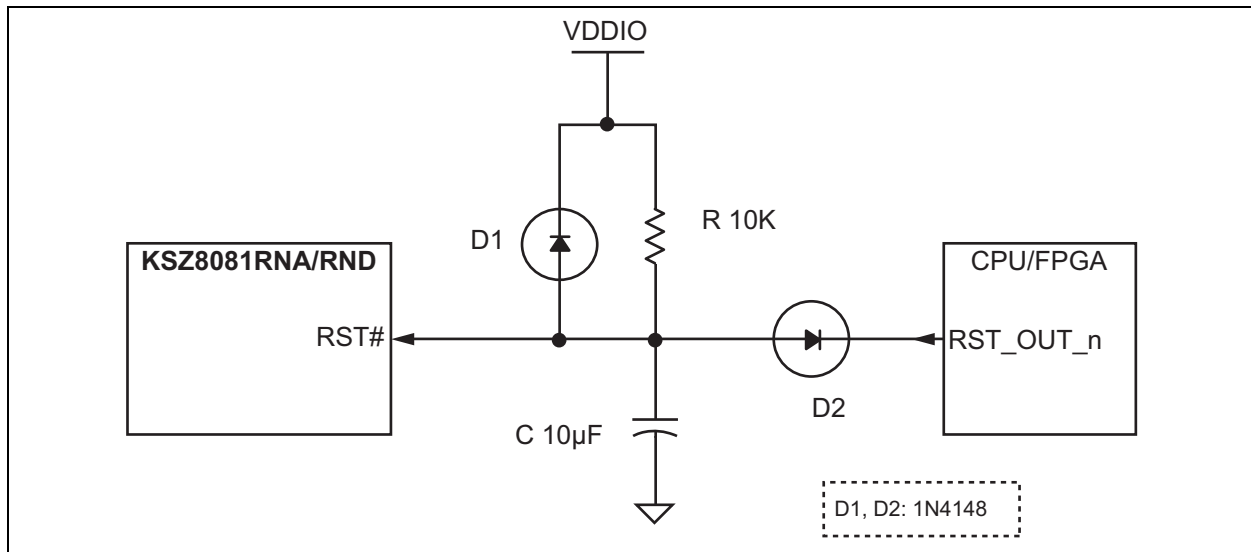 VDDIO
D1
R 10K
KSZ8081RNA/RND
CPU/FPGA
RST#
RST_OUT_n
D2
C 10µF
D1, D2: 1N4148